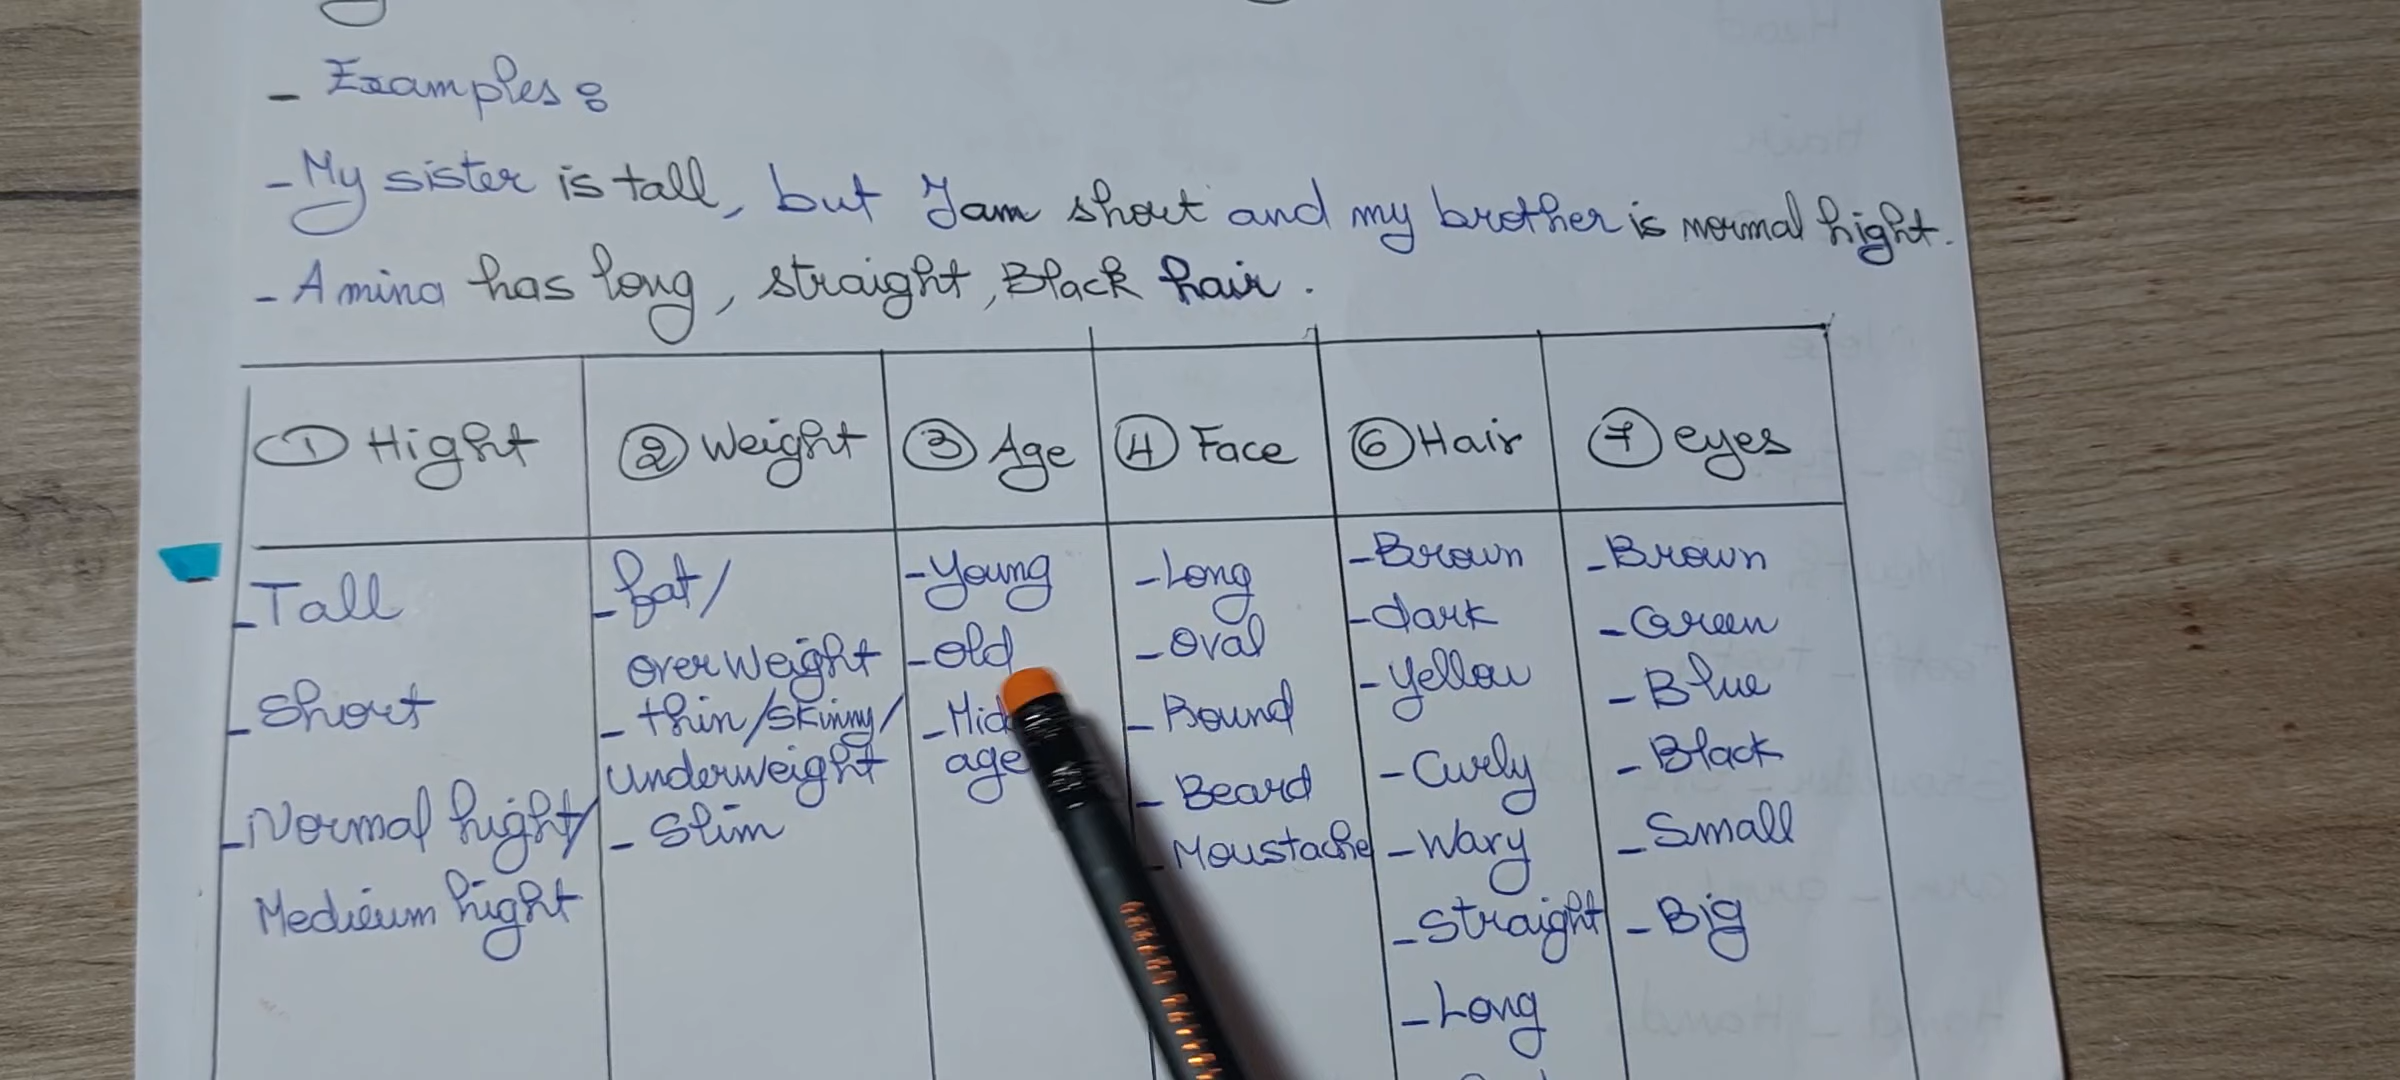 - Examples :
- My sister is tall, but I am short and my brother is normal hight.
- Amina has long, straight, Black hair.
① Hight
② Weight
③ Age
④ Face
⑥ Hair
⑦ eyes
- Tall
- Short
- Normal hight /
Medieum hight
- fat /
overweight
- thin / skinny /
underweight
- Slim
- Young
- old
age
- Long
- Oval
- Round
- Beard
- Moustache
- Brown
- dark
- Yellow
- Curly
- Wavy
- Straight
- Long
- Brown
- Green
- Blue
- Black
- Small
- Big